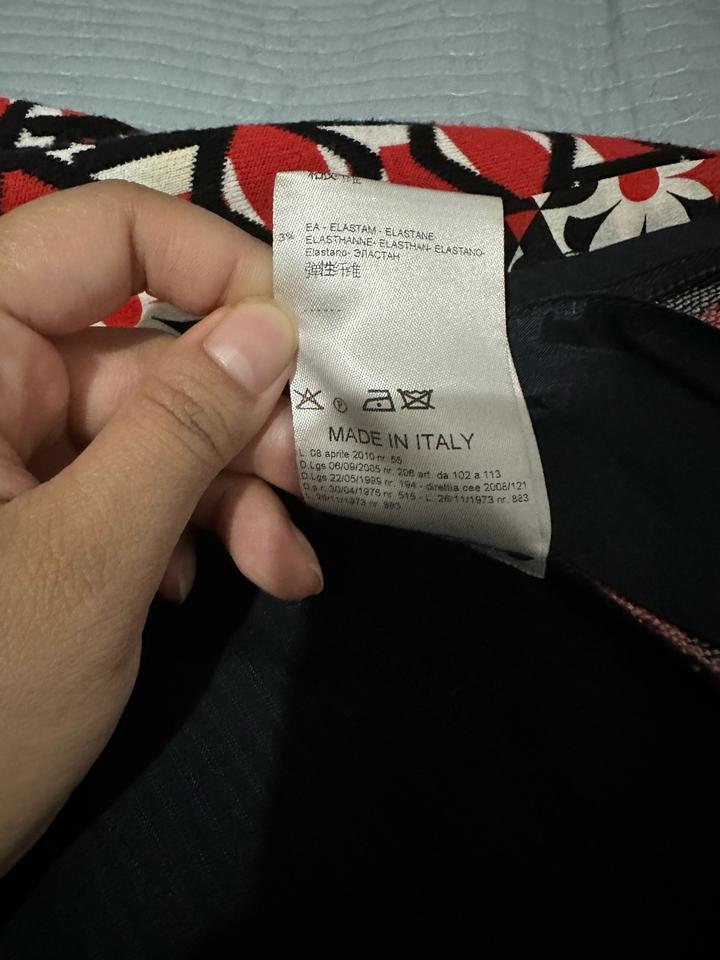 3% EA - ELASTAM - ELASTANE
ELASTHANNE- ELASTHAN- ELASTANO-
Elastano- ЭЛАСТАН
弹性纤维
-------
P
MADE IN ITALY
L. 08 aprile 2010 nr. 55
D.Lgs 06/09/2005 nr. 206 art. da 102 a 113
D.Lgs 22/05/1999 nr. 194 - direttia cee 2008/121
D.p.r. 30/04/1976 nr. 515 - L. 26/11/1973 nr. 883
L. 26/11/1973 nr. 883